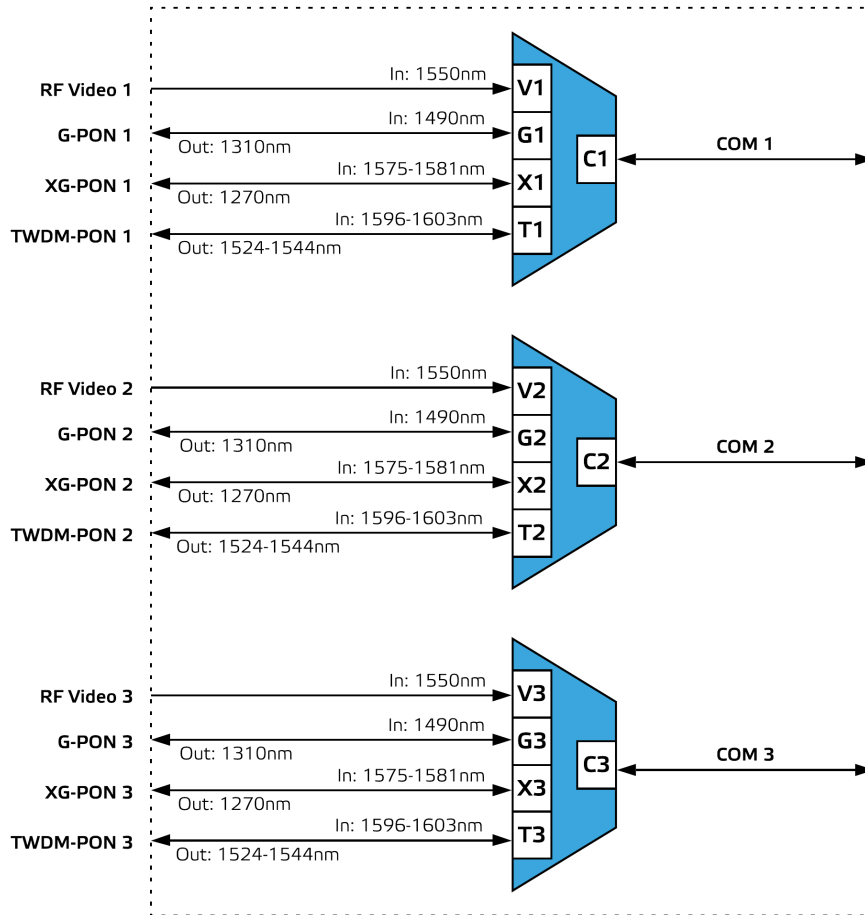 RF Video 1
In: 1550nm
V1
G-PON 1
In: 1490nm
Out: 1310nm
G1
XG-PON 1
In: 1575-1581nm
Out: 1270nm
X1
TWDM-PON 1
In: 1596-1603nm
Out: 1524-1544nm
T1
C1
COM 1
RF Video 2
In: 1550nm
V2
G-PON 2
In: 1490nm
Out: 1310nm
G2
XG-PON 2
In: 1575-1581nm
Out: 1270nm
X2
TWDM-PON 2
In: 1596-1603nm
Out: 1524-1544nm
T2
C2
COM 2
RF Video 3
In: 1550nm
V3
G-PON 3
In: 1490nm
Out: 1310nm
G3
XG-PON 3
In: 1575-1581nm
Out: 1270nm
X3
TWDM-PON 3
In: 1596-1603nm
Out: 1524-1544nm
T3
C3
COM 3